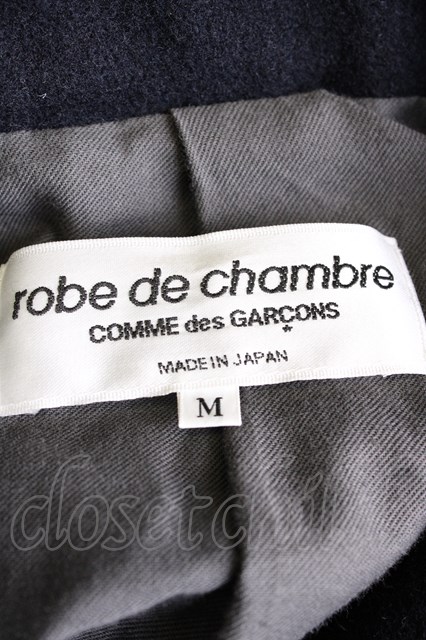 robe de chambre
COMME des GARÇONS
MADE IN JAPAN
M
closetchild